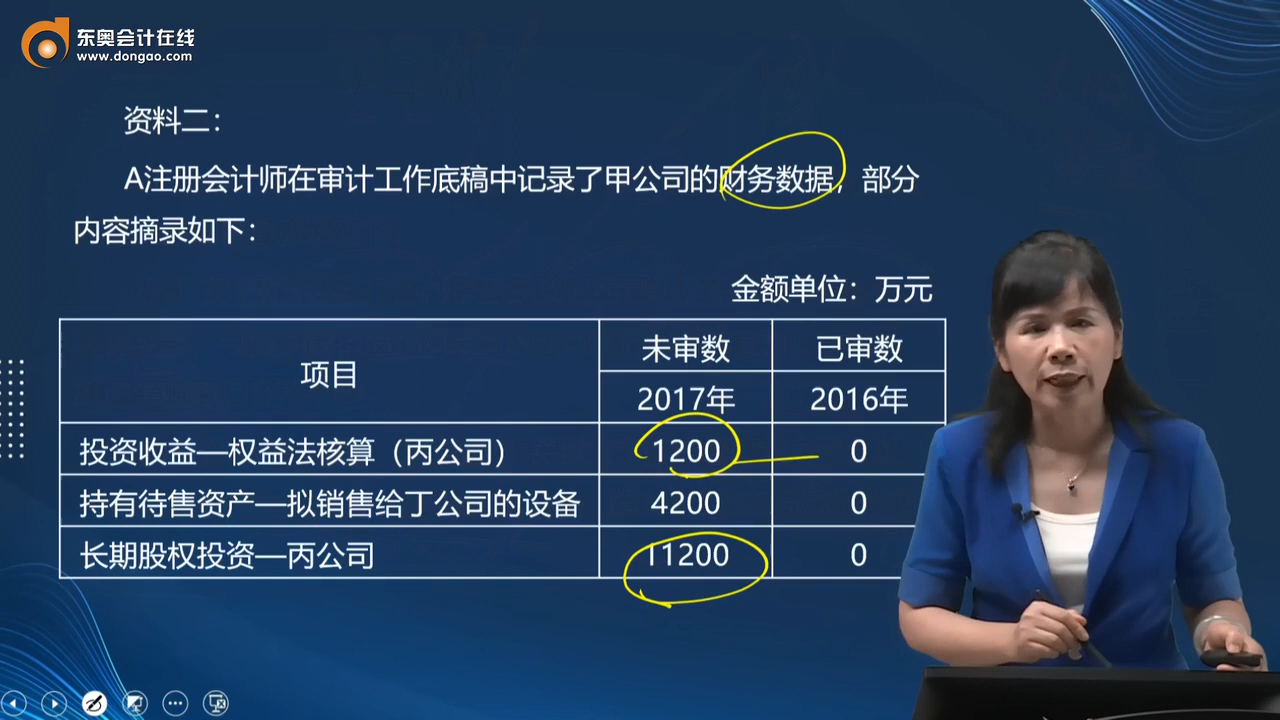 东奥会计在线
www.dongao.com
资料二：
A注册会计师在审计工作底稿中记录了甲公司的财务数据，部分
内容摘录如下：
金额单位：万元
项目 未审数 已审数
2017年 2016年
投资收益—权益法核算（丙公司） 1200 0
持有待售资产—拟销售给丁公司的设备 4200 0
长期股权投资—丙公司 11200 0